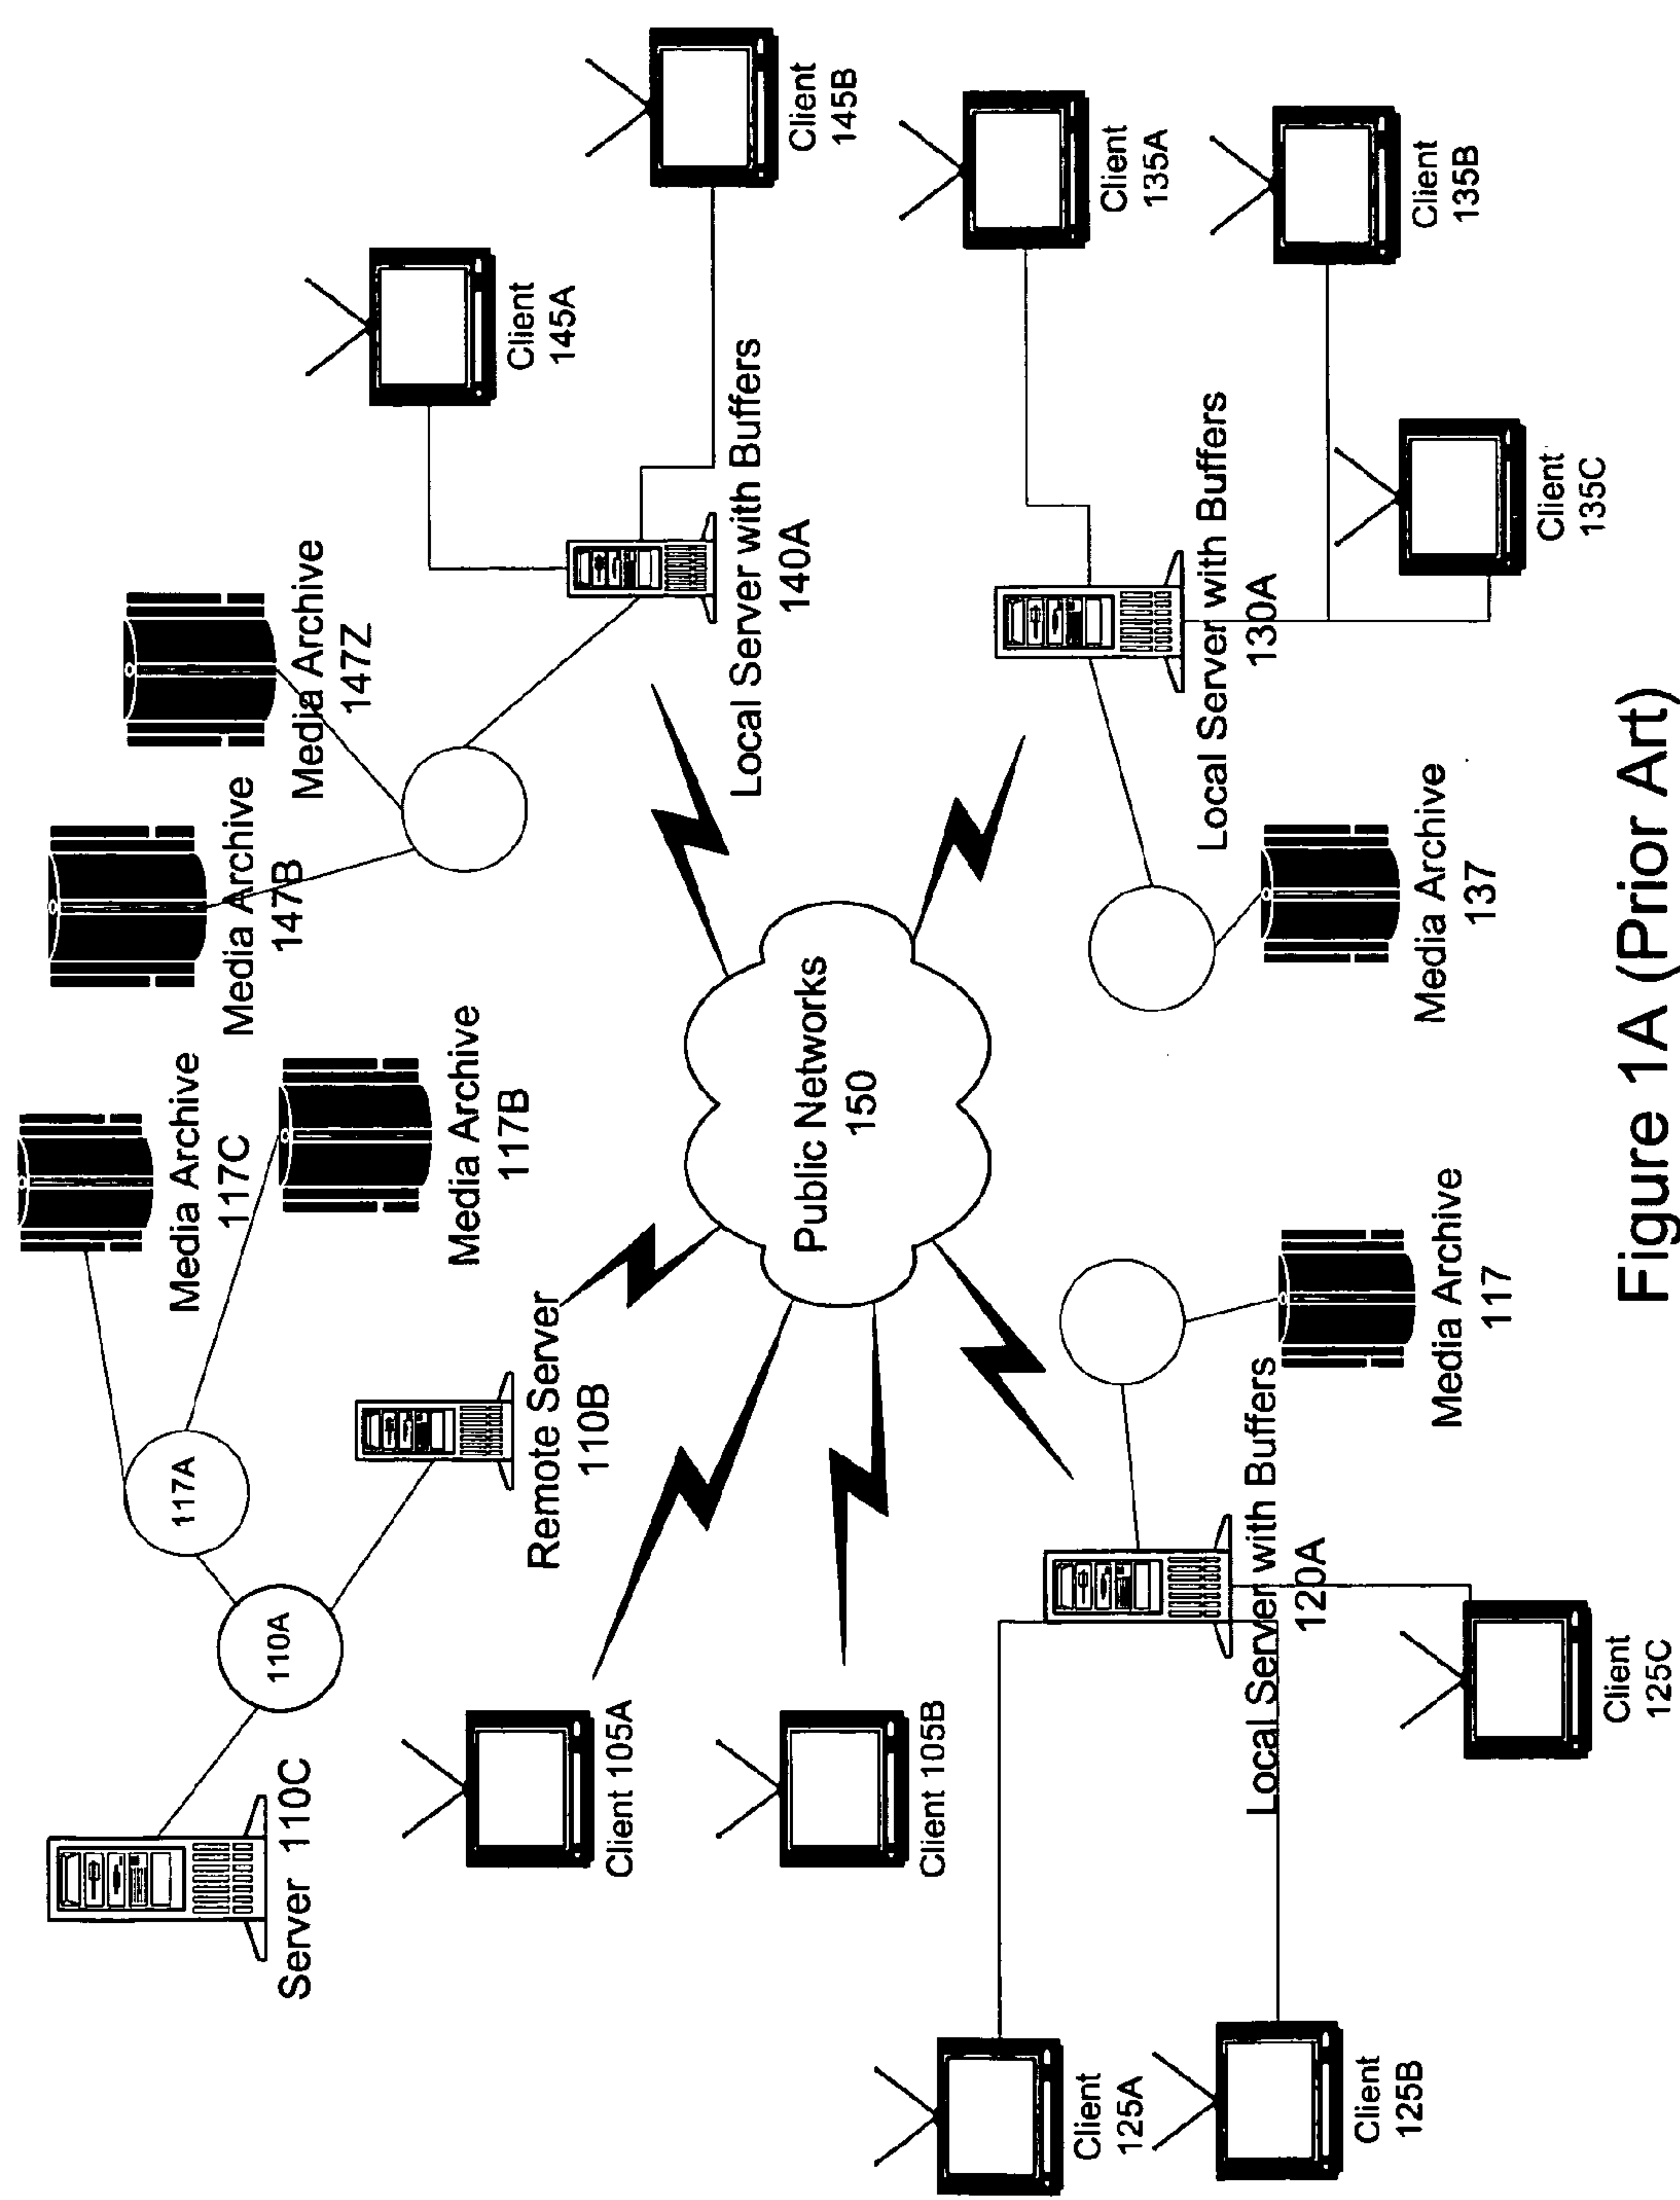 Server 110C
110A
117A
Media Archive
117C
Media Archive
117B
Media Archive
147B
Media Archive
147Z
Client
145A
Client
145B
Local Server with Buffers
140A
Remote Server
110B
Client 105A
Client 105B
Public Networks
150
Client
125A
Client
125B
Client
125C
Local Server with Buffers
120A
Media Archive
117
Media Archive
137
Local Server with Buffers
130A
Client
135A
Client
135B
Client
135C
Figure 1A (Prior Art)